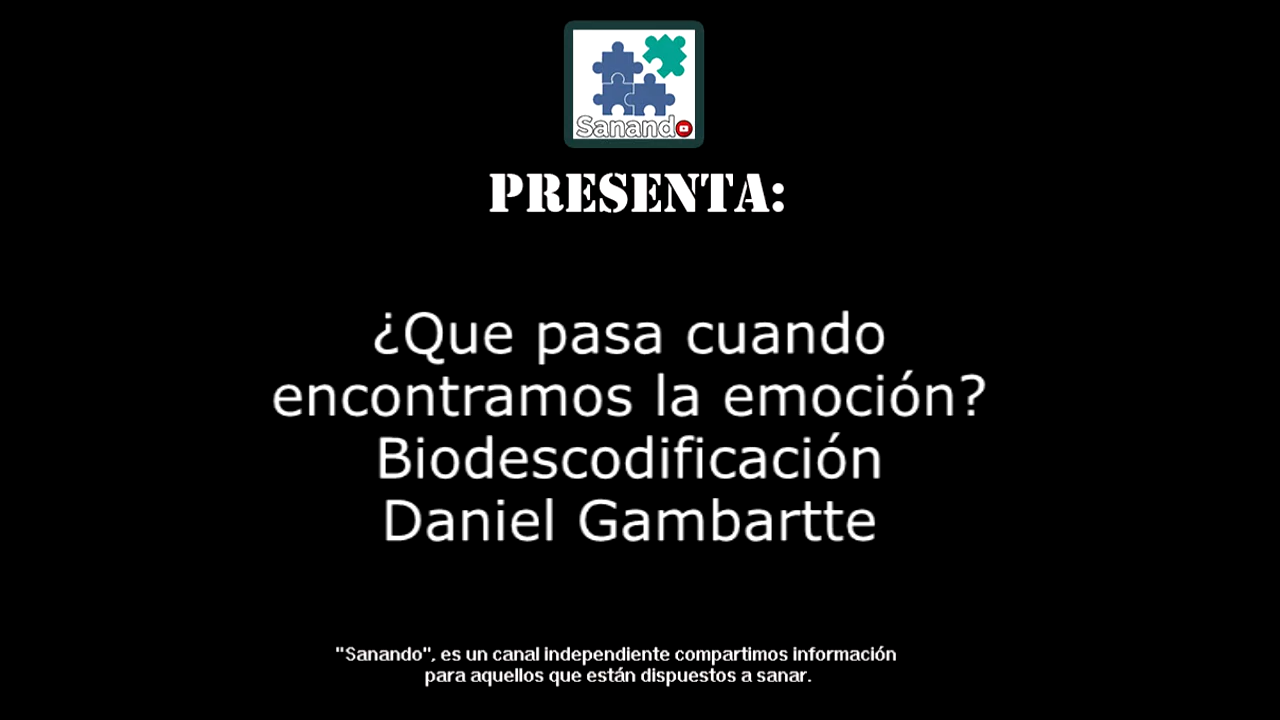 Sanando
PRESENTA:
¿Que pasa cuando
encontramos la emoción?
Biodescodificación
Daniel Gambartte
"Sanando", es un canal independiente compartimos información
para aquellos que están dispuestos a sanar.